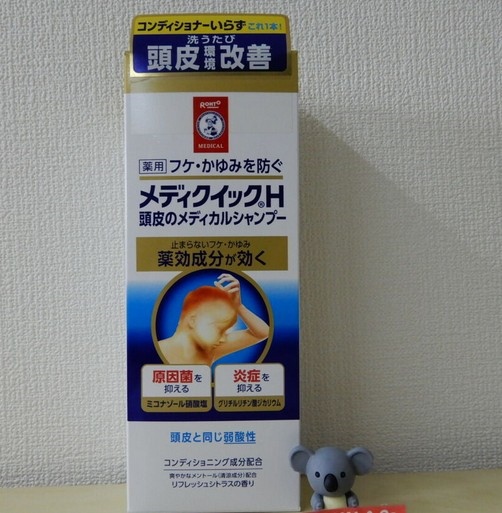 コンディショナーいらず これ1本!
洗うたび
頭皮環境改善
ROHTO
MEDICAL
薬用 フケ・かゆみを防ぐ
メディクイック®H
頭皮のメディカルシャンプー
止まらないフケ・かゆみ
薬効成分が効く
原因菌を抑える
ミコナゾール硝酸塩
炎症を抑える
グリチルリチン酸ジカリウム
頭皮と同じ弱酸性
コンディショニング成分配合
爽やかなメントール(清涼成分)配合
リフレッシュシトラスの香り